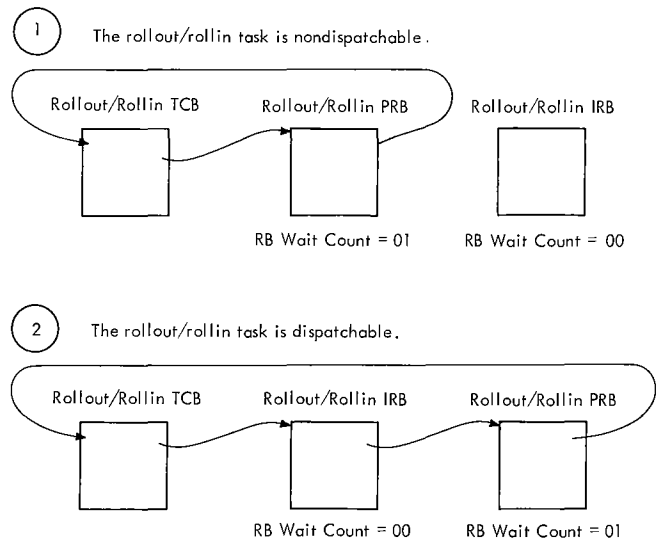 1
The rollout/rollin task is nondispatchable.
Rollout/Rollin TCB
Rollout/Rollin PRB
Rollout/Rollin IRB
RB Wait Count = 01
RB Wait Count = 00
2
The rollout/rollin task is dispatchable.
Rollout/Rollin TCB
Rollout/Rollin IRB
Rollout/Rollin PRB
RB Wait Count = 00
RB Wait Count = 01